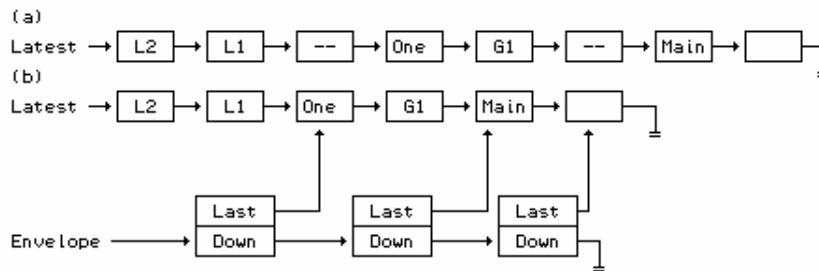 (a)
Latest L2 L1 -- One G1 -- Main
(b)
Latest L2 L1 One G1 Main
Last Last Last
Envelope Down Down Down